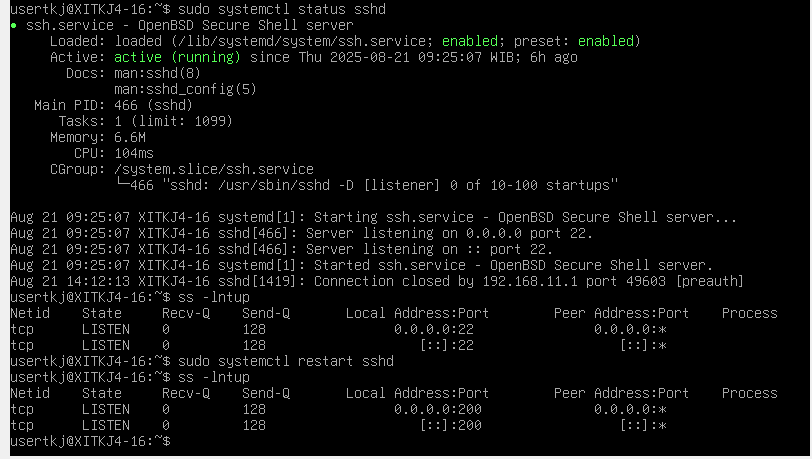 usertkj@XITKJ4-16:~$ sudo systemctl status sshd
● ssh.service - OpenBSD Secure Shell server
Loaded: loaded (/lib/systemd/system/ssh.service; enabled; preset: enabled)
Active: active (running) since Thu 2025-08-21 09:25:07 WIB; 6h ago
Docs: man:sshd(8)
man:sshd_config(5)
Main PID: 466 (sshd)
Tasks: 1 (limit: 1099)
Memory: 6.6M
CPU: 104ms
CGroup: /system.slice/ssh.service
└─466 "sshd: /usr/sbin/sshd -D [listener] 0 of 10-100 startups"
Aug 21 09:25:07 XITKJ4-16 systemd[1]: Starting ssh.service - OpenBSD Secure Shell server...
Aug 21 09:25:07 XITKJ4-16 sshd[466]: Server listening on 0.0.0.0 port 22.
Aug 21 09:25:07 XITKJ4-16 sshd[466]: Server listening on :: port 22.
Aug 21 09:25:07 XITKJ4-16 systemd[1]: Started ssh.service - OpenBSD Secure Shell server.
Aug 21 14:12:13 XITKJ4-16 sshd[1419]: Connection closed by 192.168.11.1 port 49603 [preauth]
usertkj@XITKJ4-16:~$ ss -lntup
Netid State Recv-Q Send-Q Local Address:Port Peer Address:Port Process
tcp LISTEN 0 128 0.0.0.0:22 0.0.0.0:*
tcp LISTEN 0 128 [::]:22 [::]:*
usertkj@XITKJ4-16:~$ sudo systemctl restart sshd
usertkj@XITKJ4-16:~$ ss -lntup
Netid State Recv-Q Send-Q Local Address:Port Peer Address:Port Process
tcp LISTEN 0 128 0.0.0.0:200 0.0.0.0:*
tcp LISTEN 0 128 [::]:200 [::]:*
usertkj@XITKJ4-16:~$